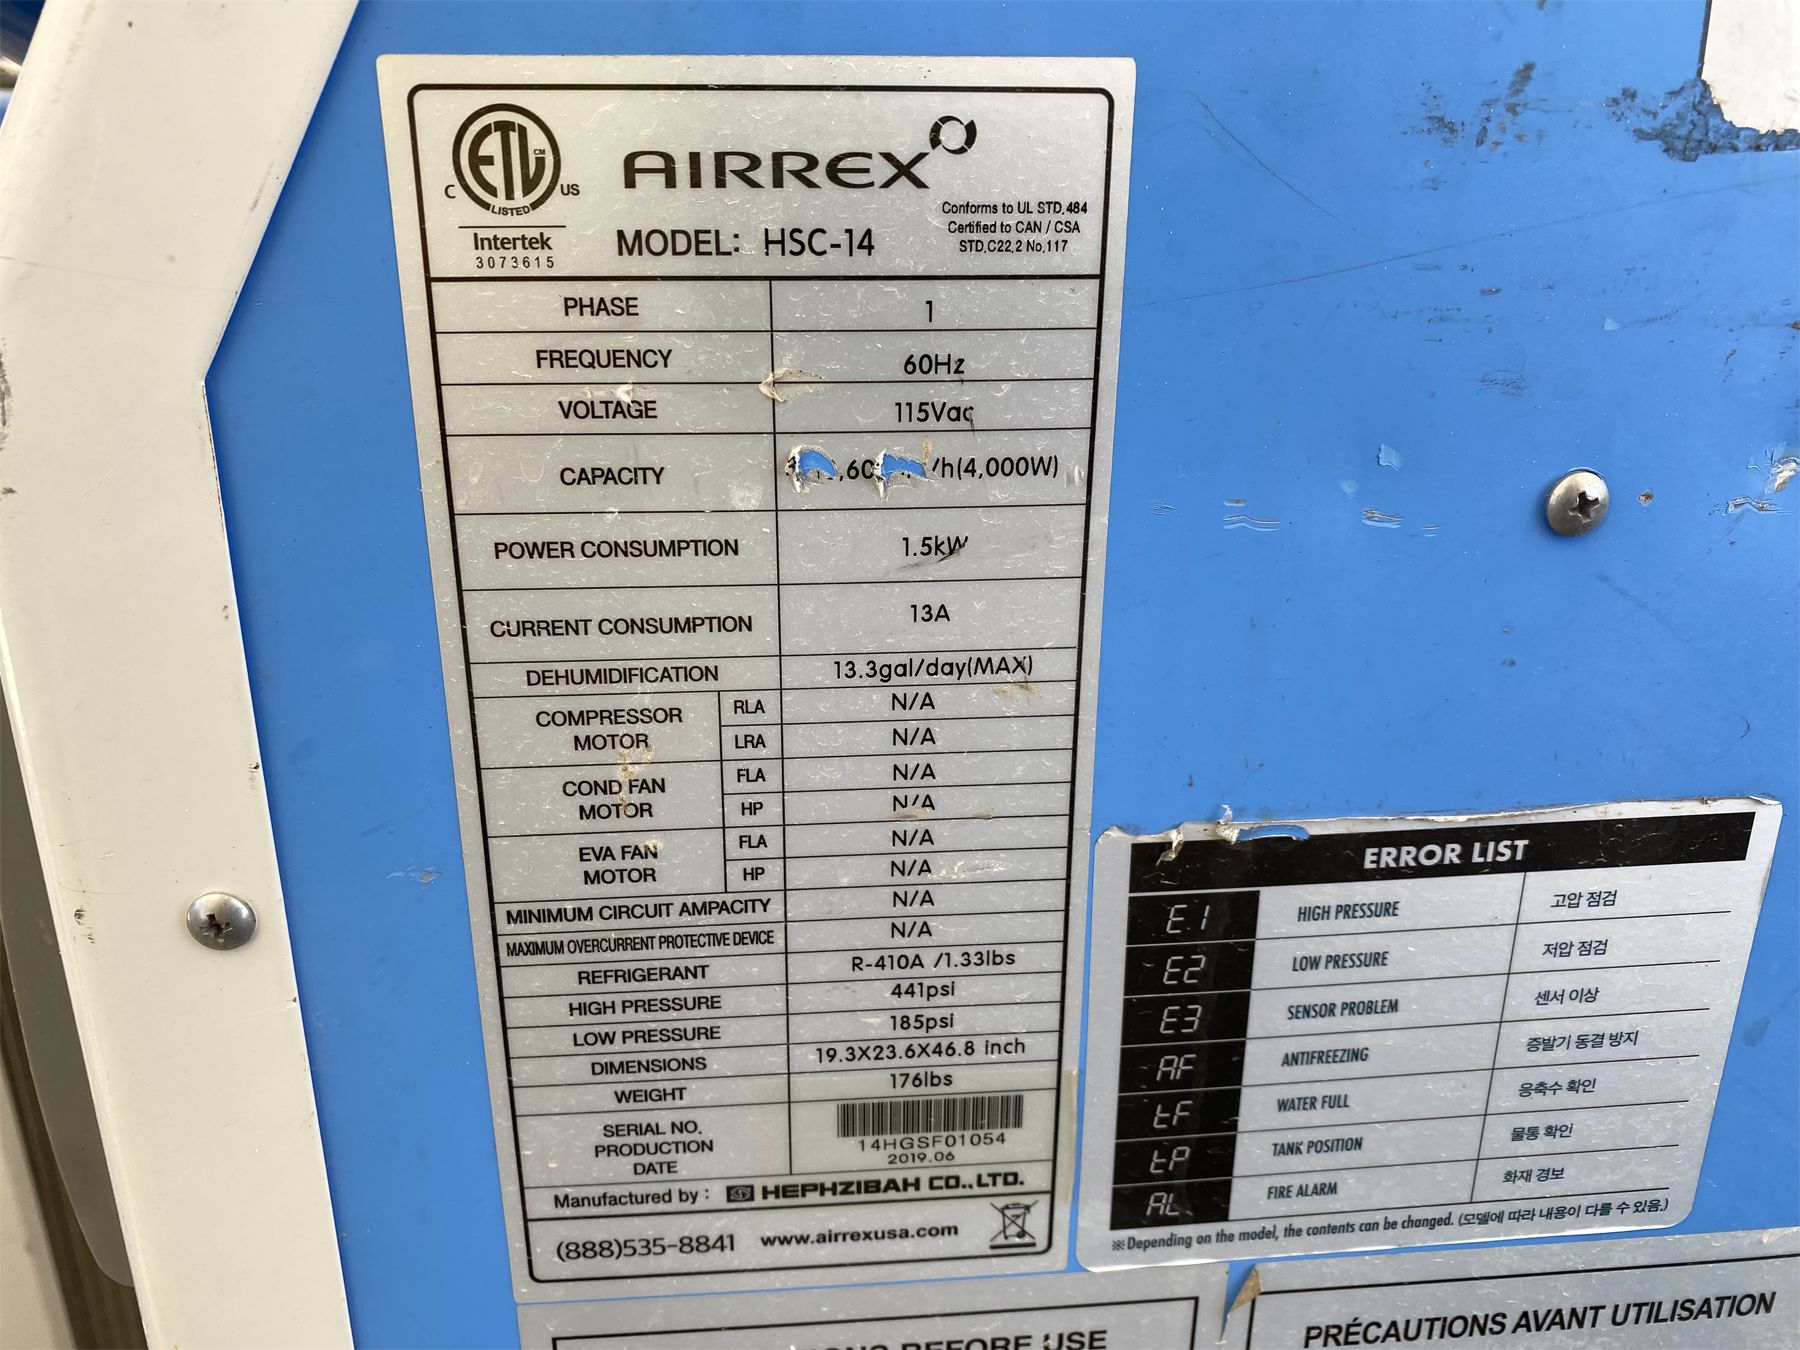 C ETL CM US
LISTED
Intertek
3073615
AIRREX
MODEL: HSC-14
Conforms to UL STD.484
Certified to CAN / CSA
STD.C22.2 No.117
PHASE 1
FREQUENCY 60Hz
VOLTAGE 115Vac
CAPACITY /h(4,000W)
POWER CONSUMPTION 1.5kW
CURRENT CONSUMPTION 13A
DEHUMIDIFICATION 13.3gal/day(MAX)
COMPRESSOR MOTOR RLA N/A
LRA N/A
COND FAN MOTOR FLA N/A
HP N/A
EVA FAN MOTOR FLA N/A
HP N/A
MINIMUM CIRCUIT AMPACITY N/A
MAXIMUM OVERCURRENT PROTECTIVE DEVICE N/A
REFRIGERANT R-410A /1.33lbs
HIGH PRESSURE 441psi
LOW PRESSURE 185psi
DIMENSIONS 19.3X23.6X46.8 inch
WEIGHT 176lbs
SERIAL NO. 14HGSF01054
PRODUCTION DATE 2019.06
Manufactured by : HEPHZIBAH CO.,LTD.
(888)535-8841 www.airrexusa.com
ERROR LIST
E1 HIGH PRESSURE 고압 점검
E2 LOW PRESSURE 저압 점검
E3 SENSOR PROBLEM 센서 이상
AF ANTIFREEZING 증발기 동결 방지
tF WATER FULL 응축수 확인
tP TANK POSITION 물통 확인
AL FIRE ALARM 화재 경보
※Depending on the model, the contents can be changed. (모델에 따라 내용이 다를 수 있음.)
BEFORE USE
PRÉCAUTIONS AVANT UTILISATION